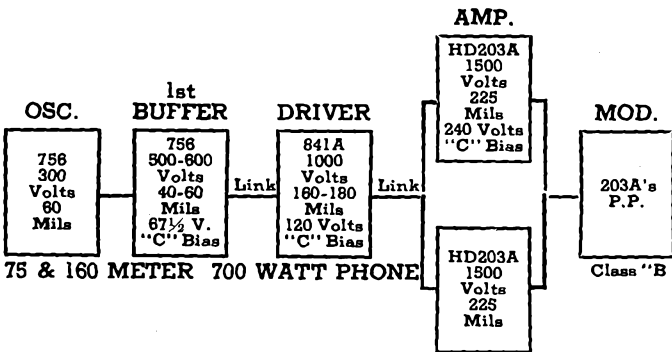 AMP.
HD203A
1500
Volts
225
Mils
240 Volts
"C" Bias
OSC.
756
300
Volts
60
Mils
1st
BUFFER
756
500-600
Volts
40-60
Mils
67½ V.
"C" Bias
Link
DRIVER
841A
1000
Volts
160-180
Mils
120 Volts
"C" Bias
Link
MOD.
203A's
P.P.
Class "B
HD203A
1500
Volts
225
Mils
75 & 160 METER 700 WATT PHONE